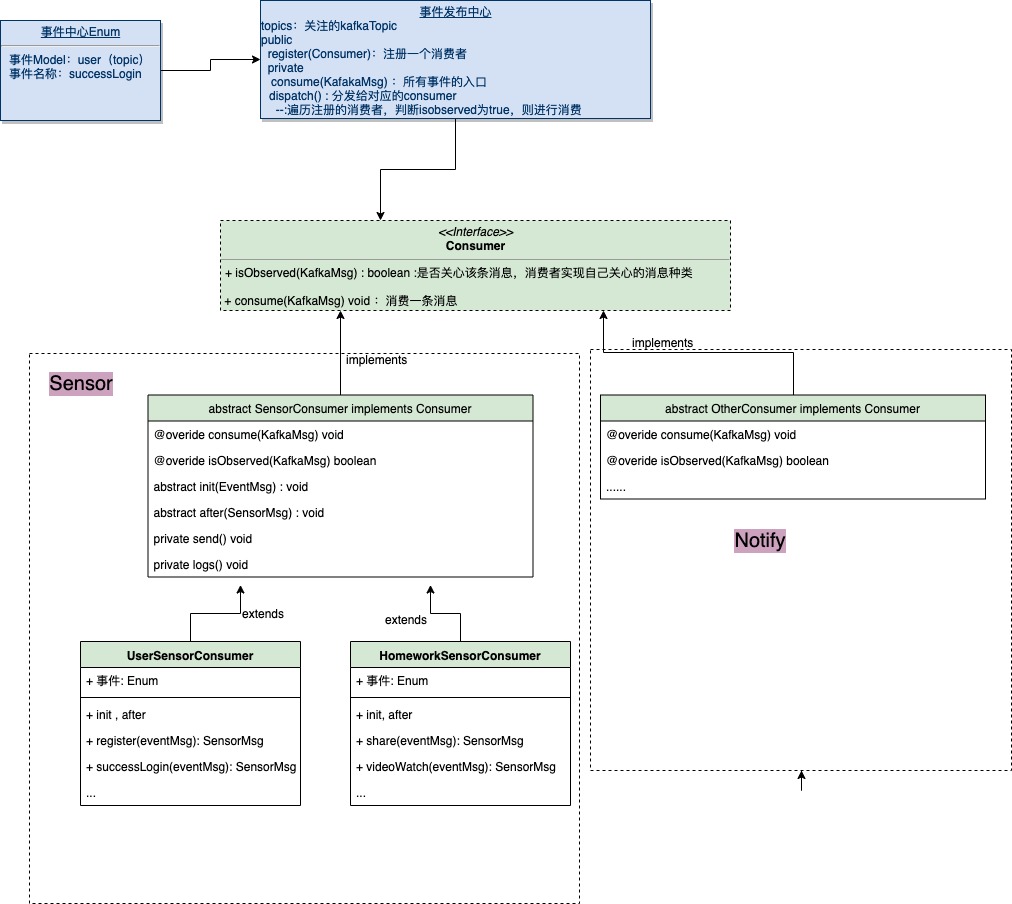 事件中心Enum
事件Model：user（topic）
事件名称：successLogin
事件发布中心
topics：关注的kafkaTopic
public
register(Consumer)：注册一个消费者
private
consume(KafakaMsg) ：所有事件的入口
dispatch() : 分发给对应的consumer
--:遍历注册的消费者，判断isobserved为true，则进行消费
<<Interface>>
Consumer
+ isObserved(KafkaMsg) : boolean :是否关心该条消息，消费者实现自己关心的消息种类
+ consume(KafkaMsg) void ：消费一条消息
implements
implements
Sensor
abstract SensorConsumer implements Consumer
@overide consume(KafkaMsg) void
@overide isObserved(KafkaMsg) boolean
abstract init(EventMsg) : void
abstract after(SensorMsg) : void
private send() void
private logs() void
abstract OtherConsumer implements Consumer
@overide consume(KafkaMsg) void
@overide isObserved(KafkaMsg) boolean
......
Notify
extends
extends
UserSensorConsumer
+ 事件: Enum
+ init , after
+ register(eventMsg): SensorMsg
+ successLogin(eventMsg): SensorMsg
...
HomeworkSensorConsumer
+ 事件: Enum
+ init, after
+ share(eventMsg): SensorMsg
+ videoWatch(eventMsg): SensorMsg
...